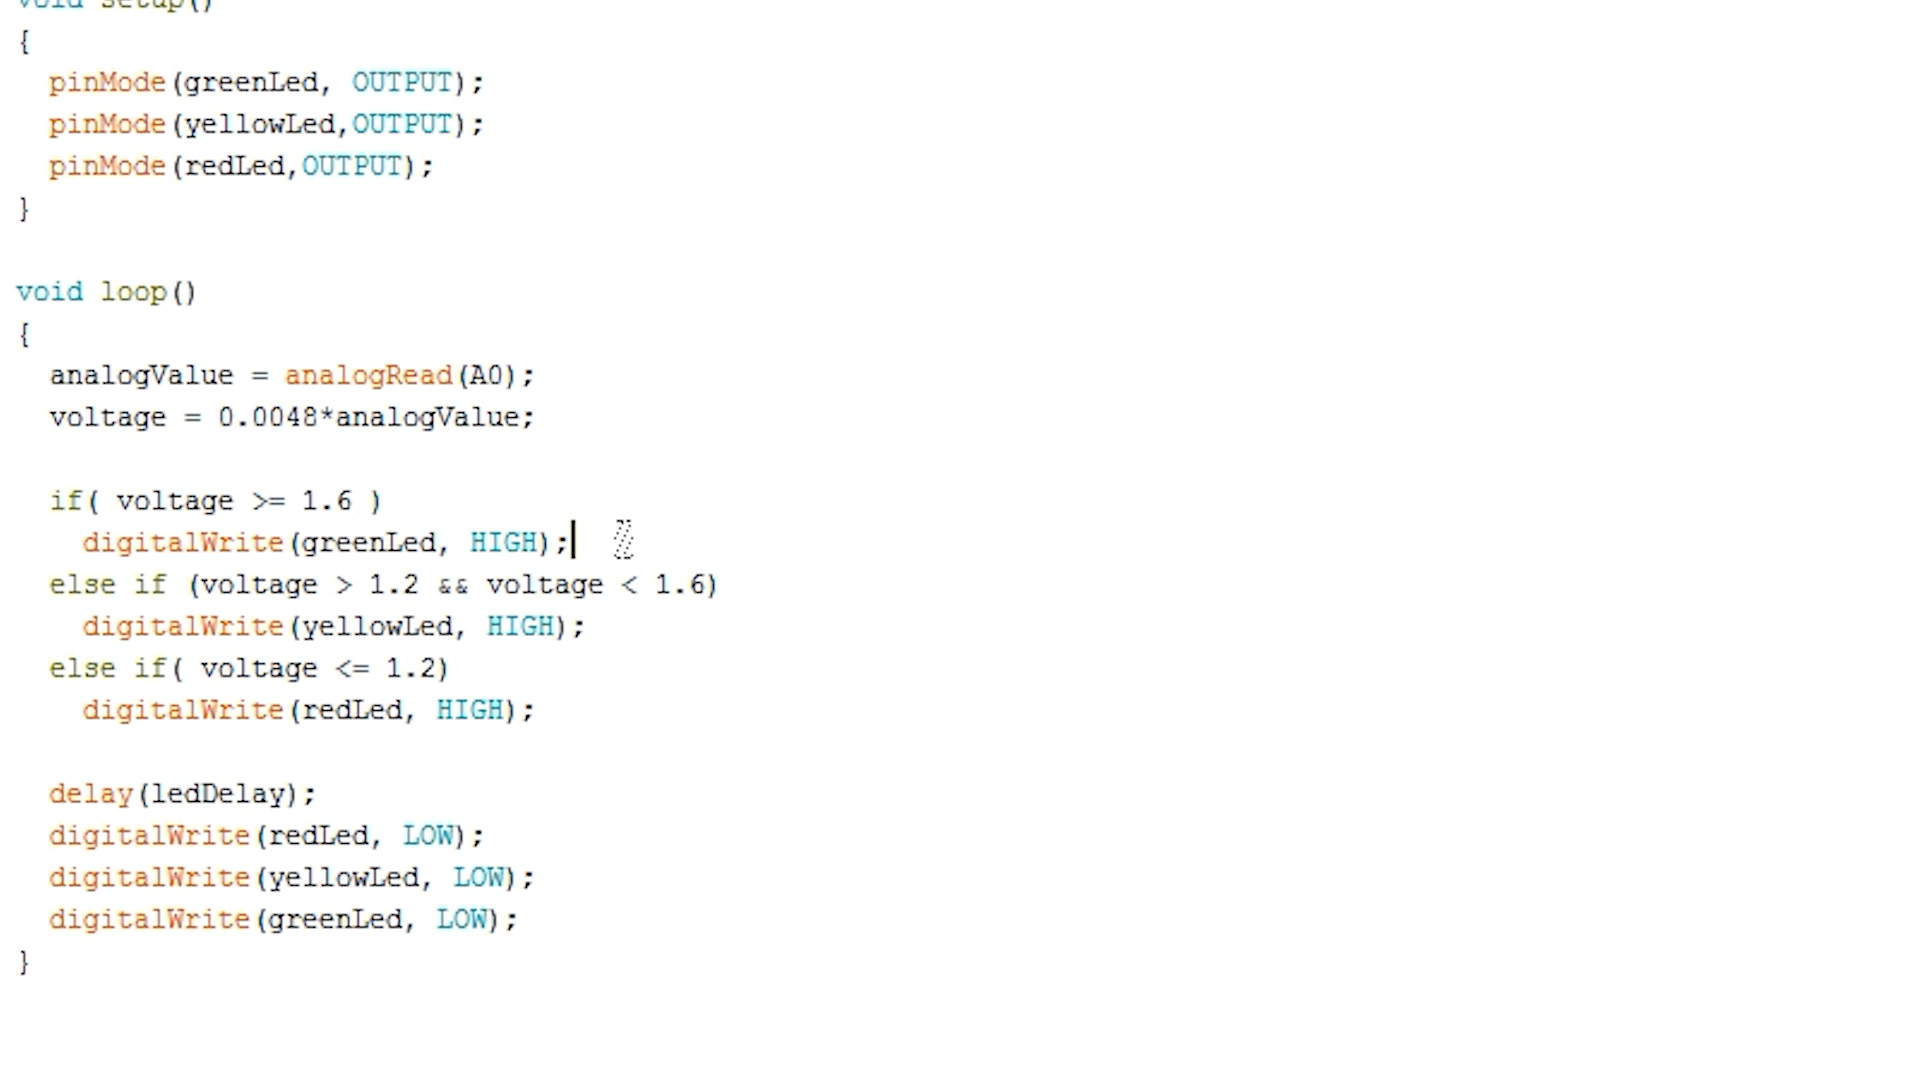 void setup()
{
  pinMode(greenLed, OUTPUT);
  pinMode(yellowLed,OUTPUT);
  pinMode(redLed,OUTPUT);
}
void loop()
{
  analogValue = analogRead(A0);
  voltage = 0.0048*analogValue;
  if( voltage >= 1.6 )
    digitalWrite(greenLed, HIGH);
  else if (voltage > 1.2 && voltage < 1.6)
    digitalWrite(yellowLed, HIGH);
  else if( voltage <= 1.2)
    digitalWrite(redLed, HIGH);
  delay(ledDelay);
  digitalWrite(redLed, LOW);
  digitalWrite(yellowLed, LOW);
  digitalWrite(greenLed, LOW);
}